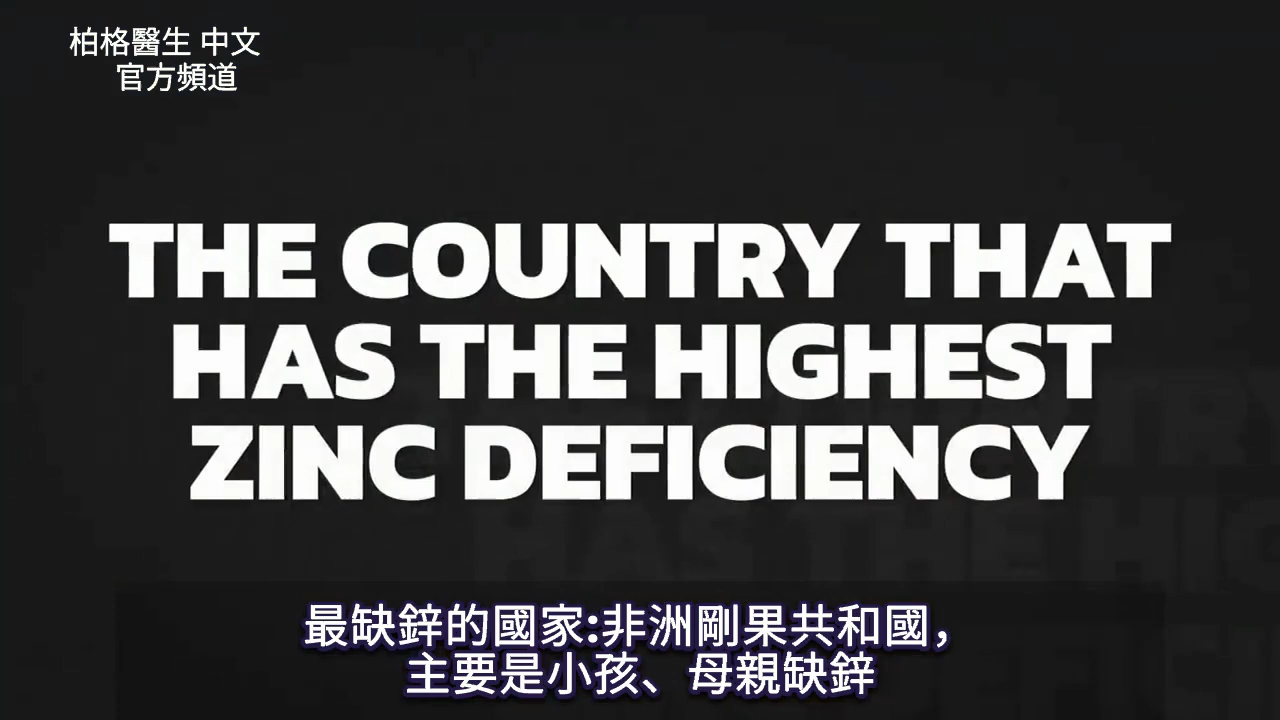 柏格醫生 中文
官方頻道
THE COUNTRY THAT
HAS THE HIGHEST
ZINC DEFICIENCY
最缺鋅的國家:非洲剛果共和國，
主要是小孩、母親缺鋅